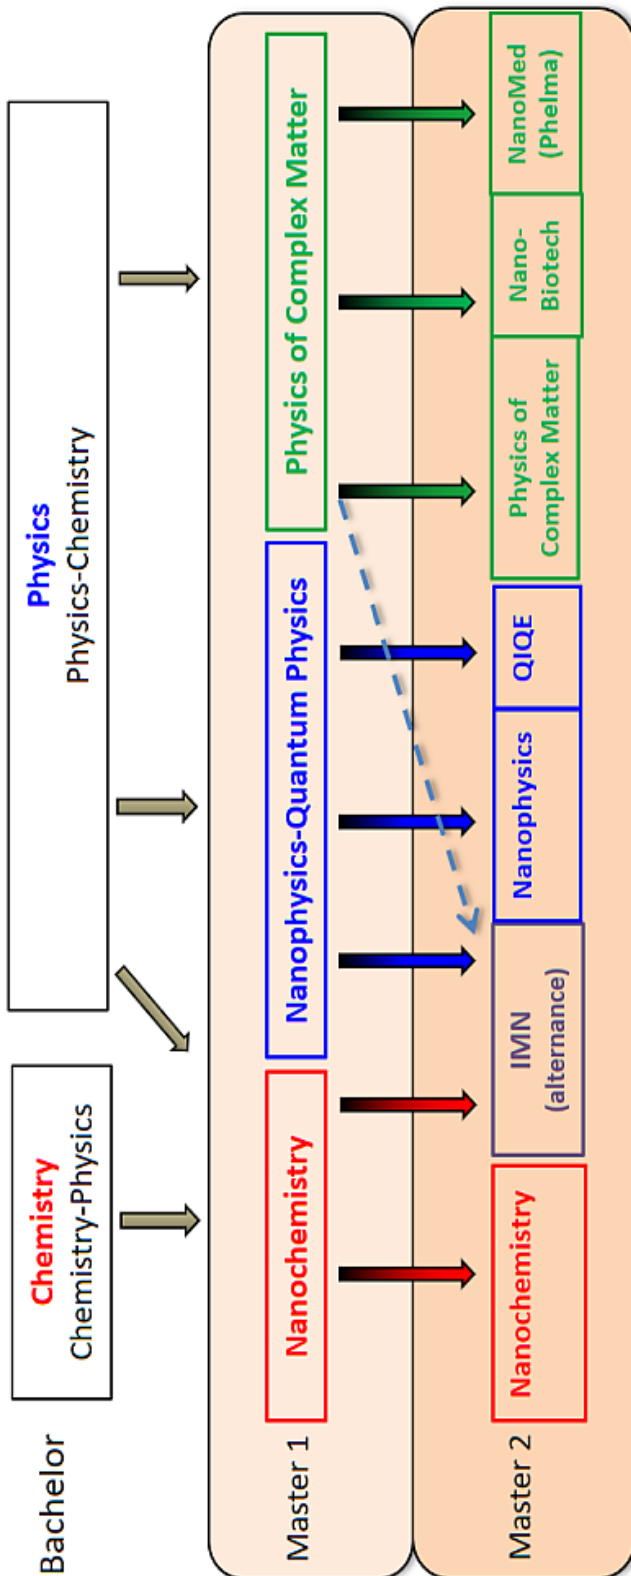 Bachelor
Chemistry
Chemistry-Physics
Physics
Physics-Chemistry
Master 1
Nanochemistry
Nanophysics-Quantum Physics
Physics of Complex Matter
Master 2
Nanochemistry
IMN
(alternance)
Nanophysics
QIQE
Physics of
Complex Matter
Nano-
Biotech
NanoMed
(Phelma)